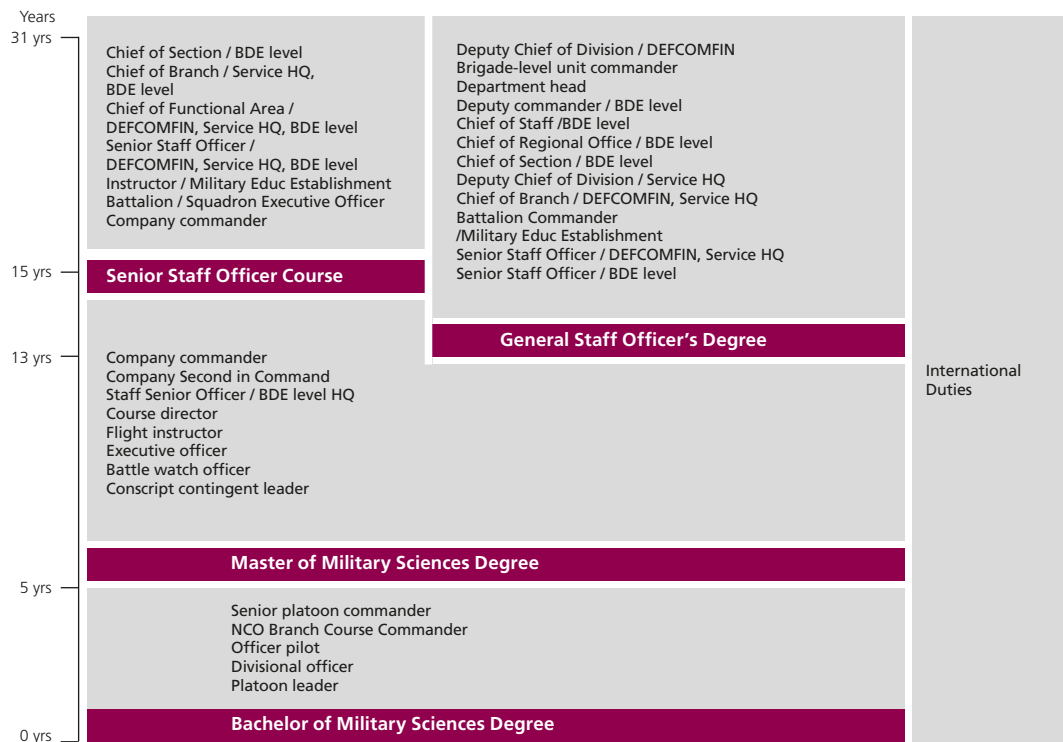 Years
31 yrs
Chief of Section / BDE level
Chief of Branch / Service HQ,
BDE level
Chief of Functional Area /
DEFCOMFIN, Service HQ, BDE level
Senior Staff Officer /
DEFCOMFIN, Service HQ, BDE level
Instructor / Military Educ Establishment
Battalion / Squadron Executive Officer
Company commander
Deputy Chief of Division / DEFCOMFIN
Brigade-level unit commander
Department head
Deputy commander / BDE level
Chief of Staff /BDE level
Chief of Regional Office / BDE level
Chief of Section / BDE level
Deputy Chief of Division / Service HQ
Chief of Branch / DEFCOMFIN, Service HQ
Battalion Commander
/Military Educ Establishment
Senior Staff Officer / DEFCOMFIN, Service HQ
Senior Staff Officer / BDE level
15 yrs
Senior Staff Officer Course
General Staff Officer's Degree
13 yrs
Company commander
Company Second in Command
Staff Senior Officer / BDE level HQ
Course director
Flight instructor
Executive officer
Battle watch officer
Conscript contingent leader
International
Duties
Master of Military Sciences Degree
5 yrs
Senior platoon commander
NCO Branch Course Commander
Officer pilot
Divisional officer
Platoon leader
Bachelor of Military Sciences Degree
0 yrs